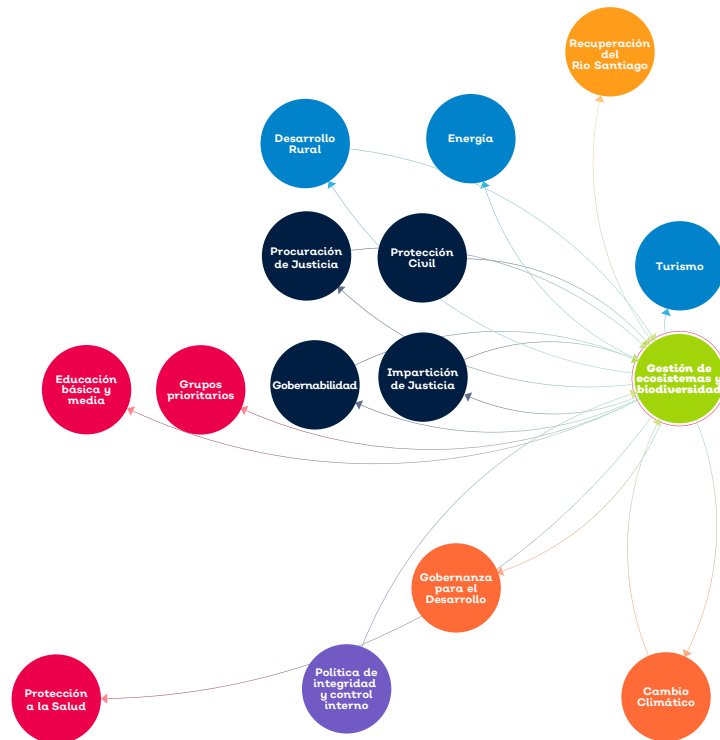 Recuperación
del
Rio Santiago
Desarrollo
Rural
Energía
Procuración
de Justicia
Protección
Civil
Turismo
Educación
básica y
media
Grupos
prioritarios
Gobernabilidad
Impartición
de Justicia
Gestión de
ecosistemas y
biodiversidad
Gobernanza
para el
Desarrollo
Política de
integridad
y control
interno
Protección
a la Salud
Cambio
Climático